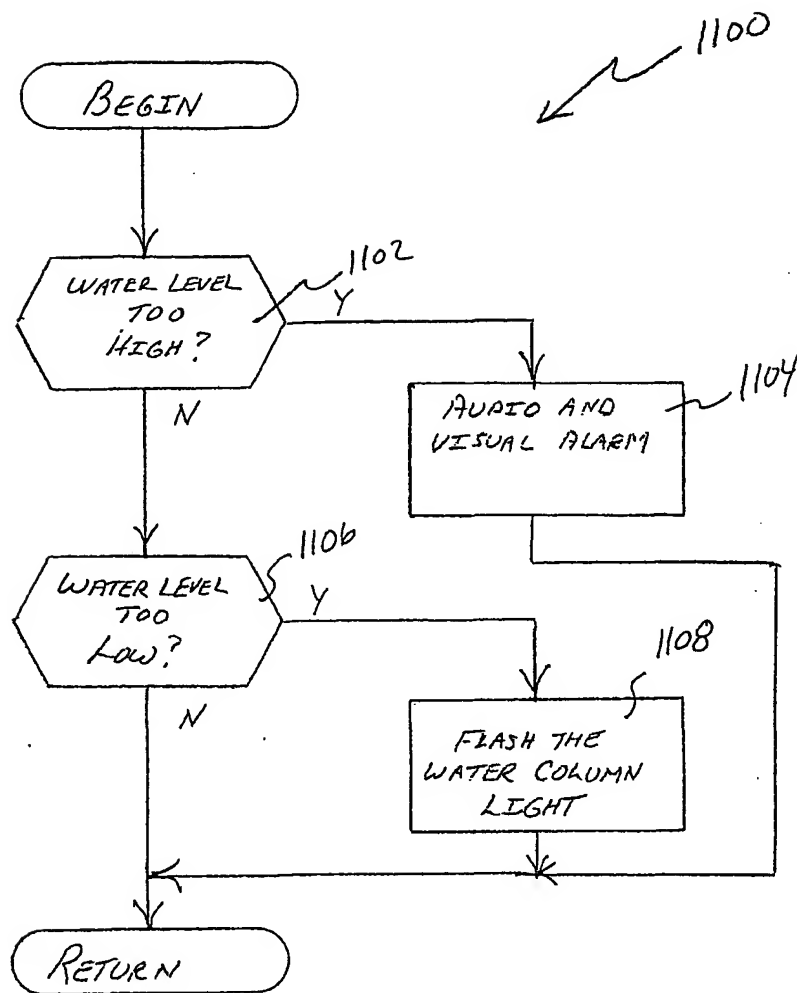 1100
BEGIN
WATER LEVEL
TOO
HIGH?
1102
Y
N
AUDIO AND
VISUAL ALARM
1104
WATER LEVEL
TOO
LOW?
1106
Y
N
FLASH THE
WATER COLUMN
LIGHT
1108
RETURN